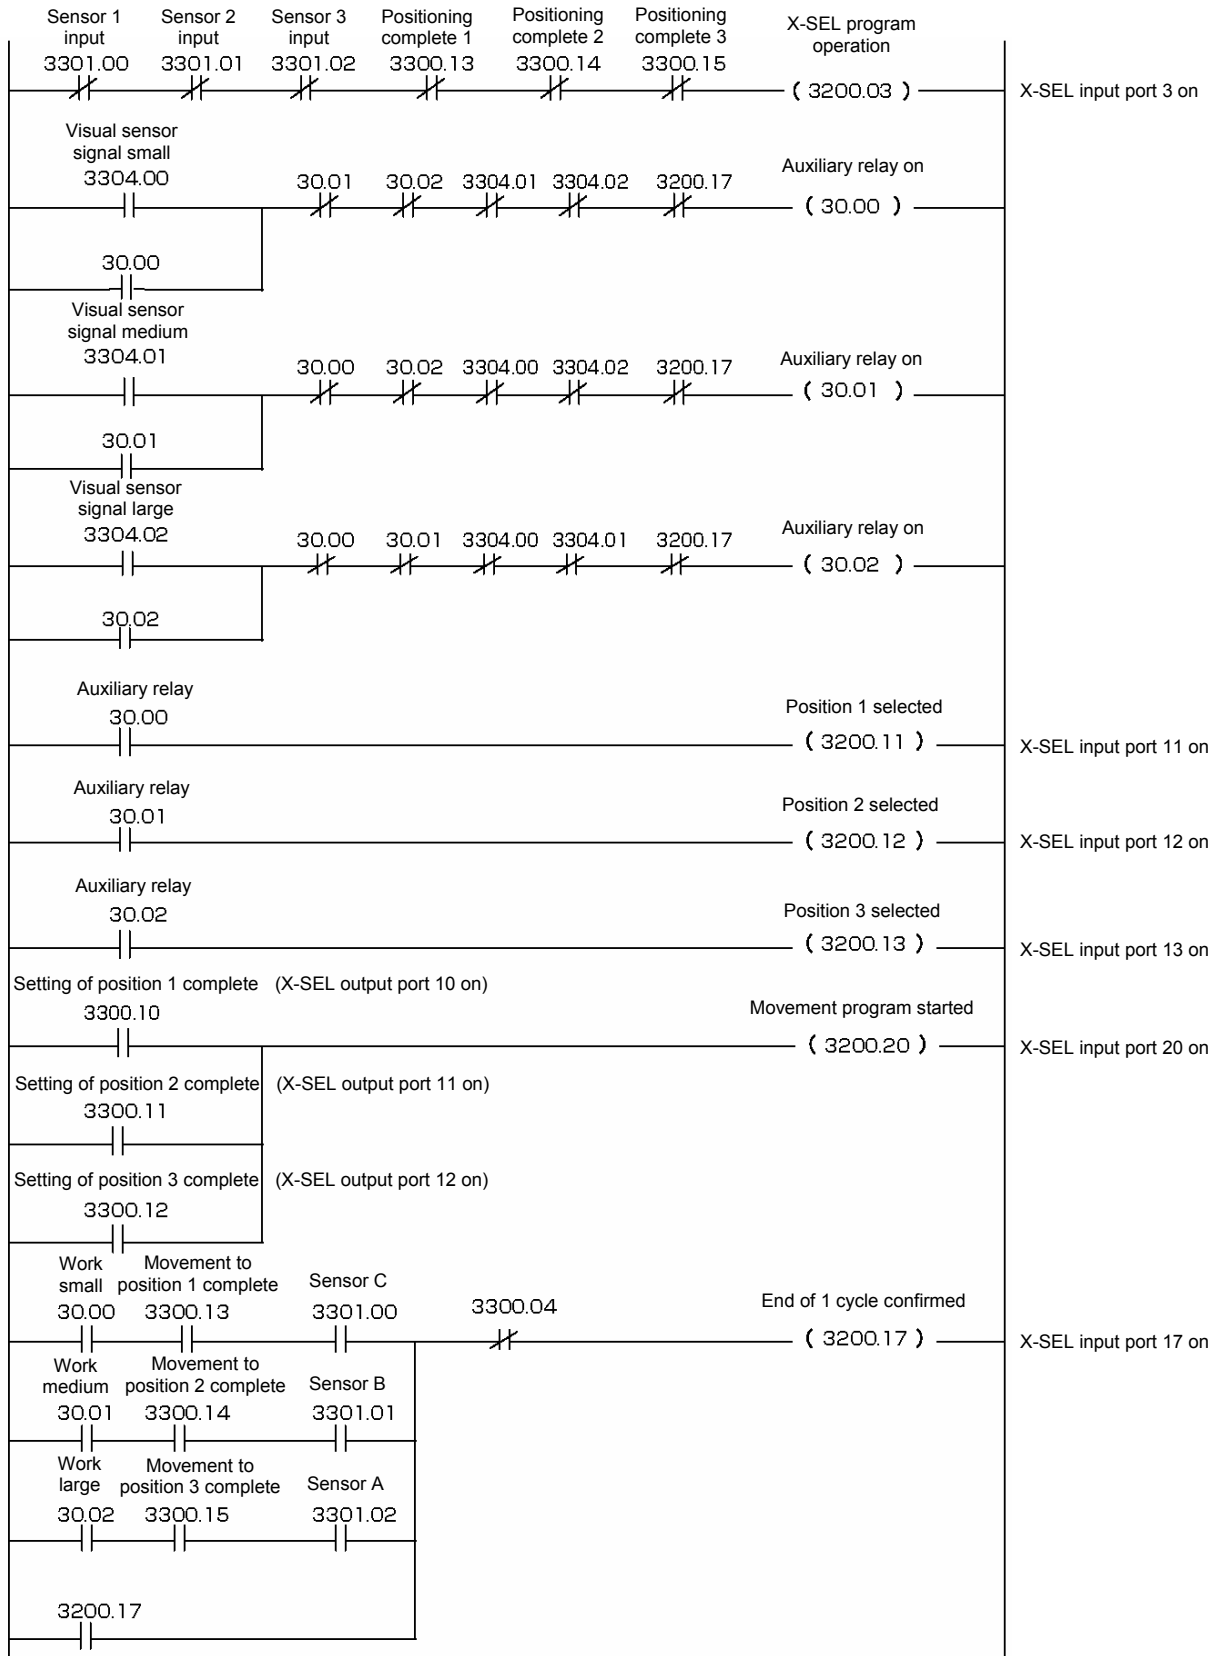 Sensor 1 input
Sensor 2 input
Sensor 3 input
Positioning complete 1
Positioning complete 2
Positioning complete 3
X-SEL program operation
3301.00 3301.01 3301.02 3300.13 3300.14 3300.15
( 3200.03 )
X-SEL input port 3 on
Visual sensor
signal small
3304.00
30.01 30.02 3304.01 3304.02 3200.17
Auxiliary relay on
( 30.00 )
30.00
Visual sensor
signal medium
3304.01
30.00 30.02 3304.00 3304.02 3200.17
Auxiliary relay on
( 30.01 )
30.01
Visual sensor
signal large
3304.02
30.00 30.01 3304.00 3304.01 3200.17
Auxiliary relay on
( 30.02 )
30.02
Auxiliary relay
30.00
Position 1 selected
( 3200.11 )
X-SEL input port 11 on
Auxiliary relay
30.01
Position 2 selected
( 3200.12 )
X-SEL input port 12 on
Auxiliary relay
30.02
Position 3 selected
( 3200.13 )
X-SEL input port 13 on
Setting of position 1 complete (X-SEL output port 10 on)
3300.10
Movement program started
( 3200.20 )
X-SEL input port 20 on
Setting of position 2 complete (X-SEL output port 11 on)
3300.11
Setting of position 3 complete (X-SEL output port 12 on)
3300.12
Work small
Movement to position 1 complete
Sensor C
30.00 3300.13 3301.00 3300.04
End of 1 cycle confirmed
( 3200.17 )
X-SEL input port 17 on
Work medium
Movement to position 2 complete
Sensor B
30.01 3300.14 3301.01
Work large
Movement to position 3 complete
Sensor A
30.02 3300.15 3301.02
3200.17